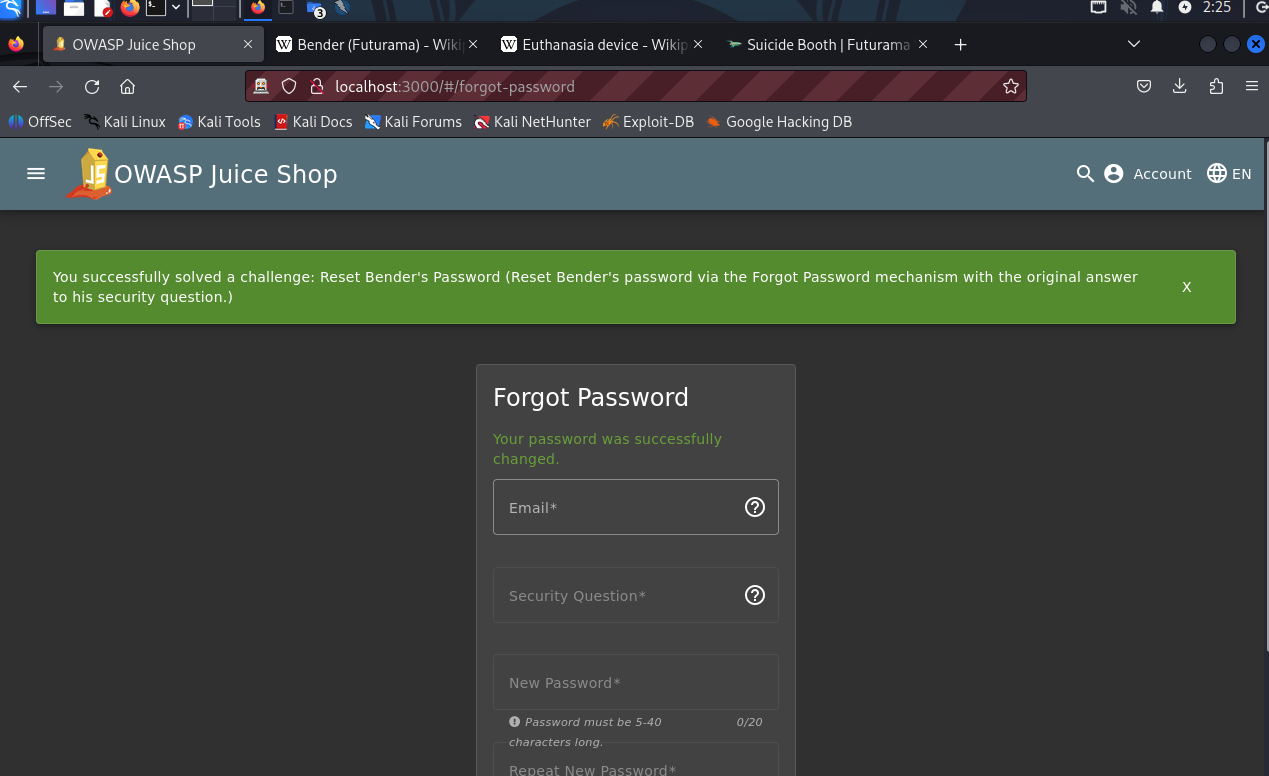 3
2:25
OWASP Juice Shop
Bender (Futurama) - Wiki
Euthanasia device - Wikip
Suicide Booth | Futurama
localhost:3000/#/forgot-password
OffSec
Kali Linux
Kali Tools
Kali Docs
Kali Forums
Kali NetHunter
Exploit-DB
Google Hacking DB
JS
OWASP Juice Shop
Account
EN
You successfully solved a challenge: Reset Bender's Password (Reset Bender's password via the Forgot Password mechanism with the original answer
to his security question.)
X
Forgot Password
Your password was successfully
changed.
Email*
Security Question*
New Password*
Password must be 5-40
characters long.
0/20
Repeat New Password*